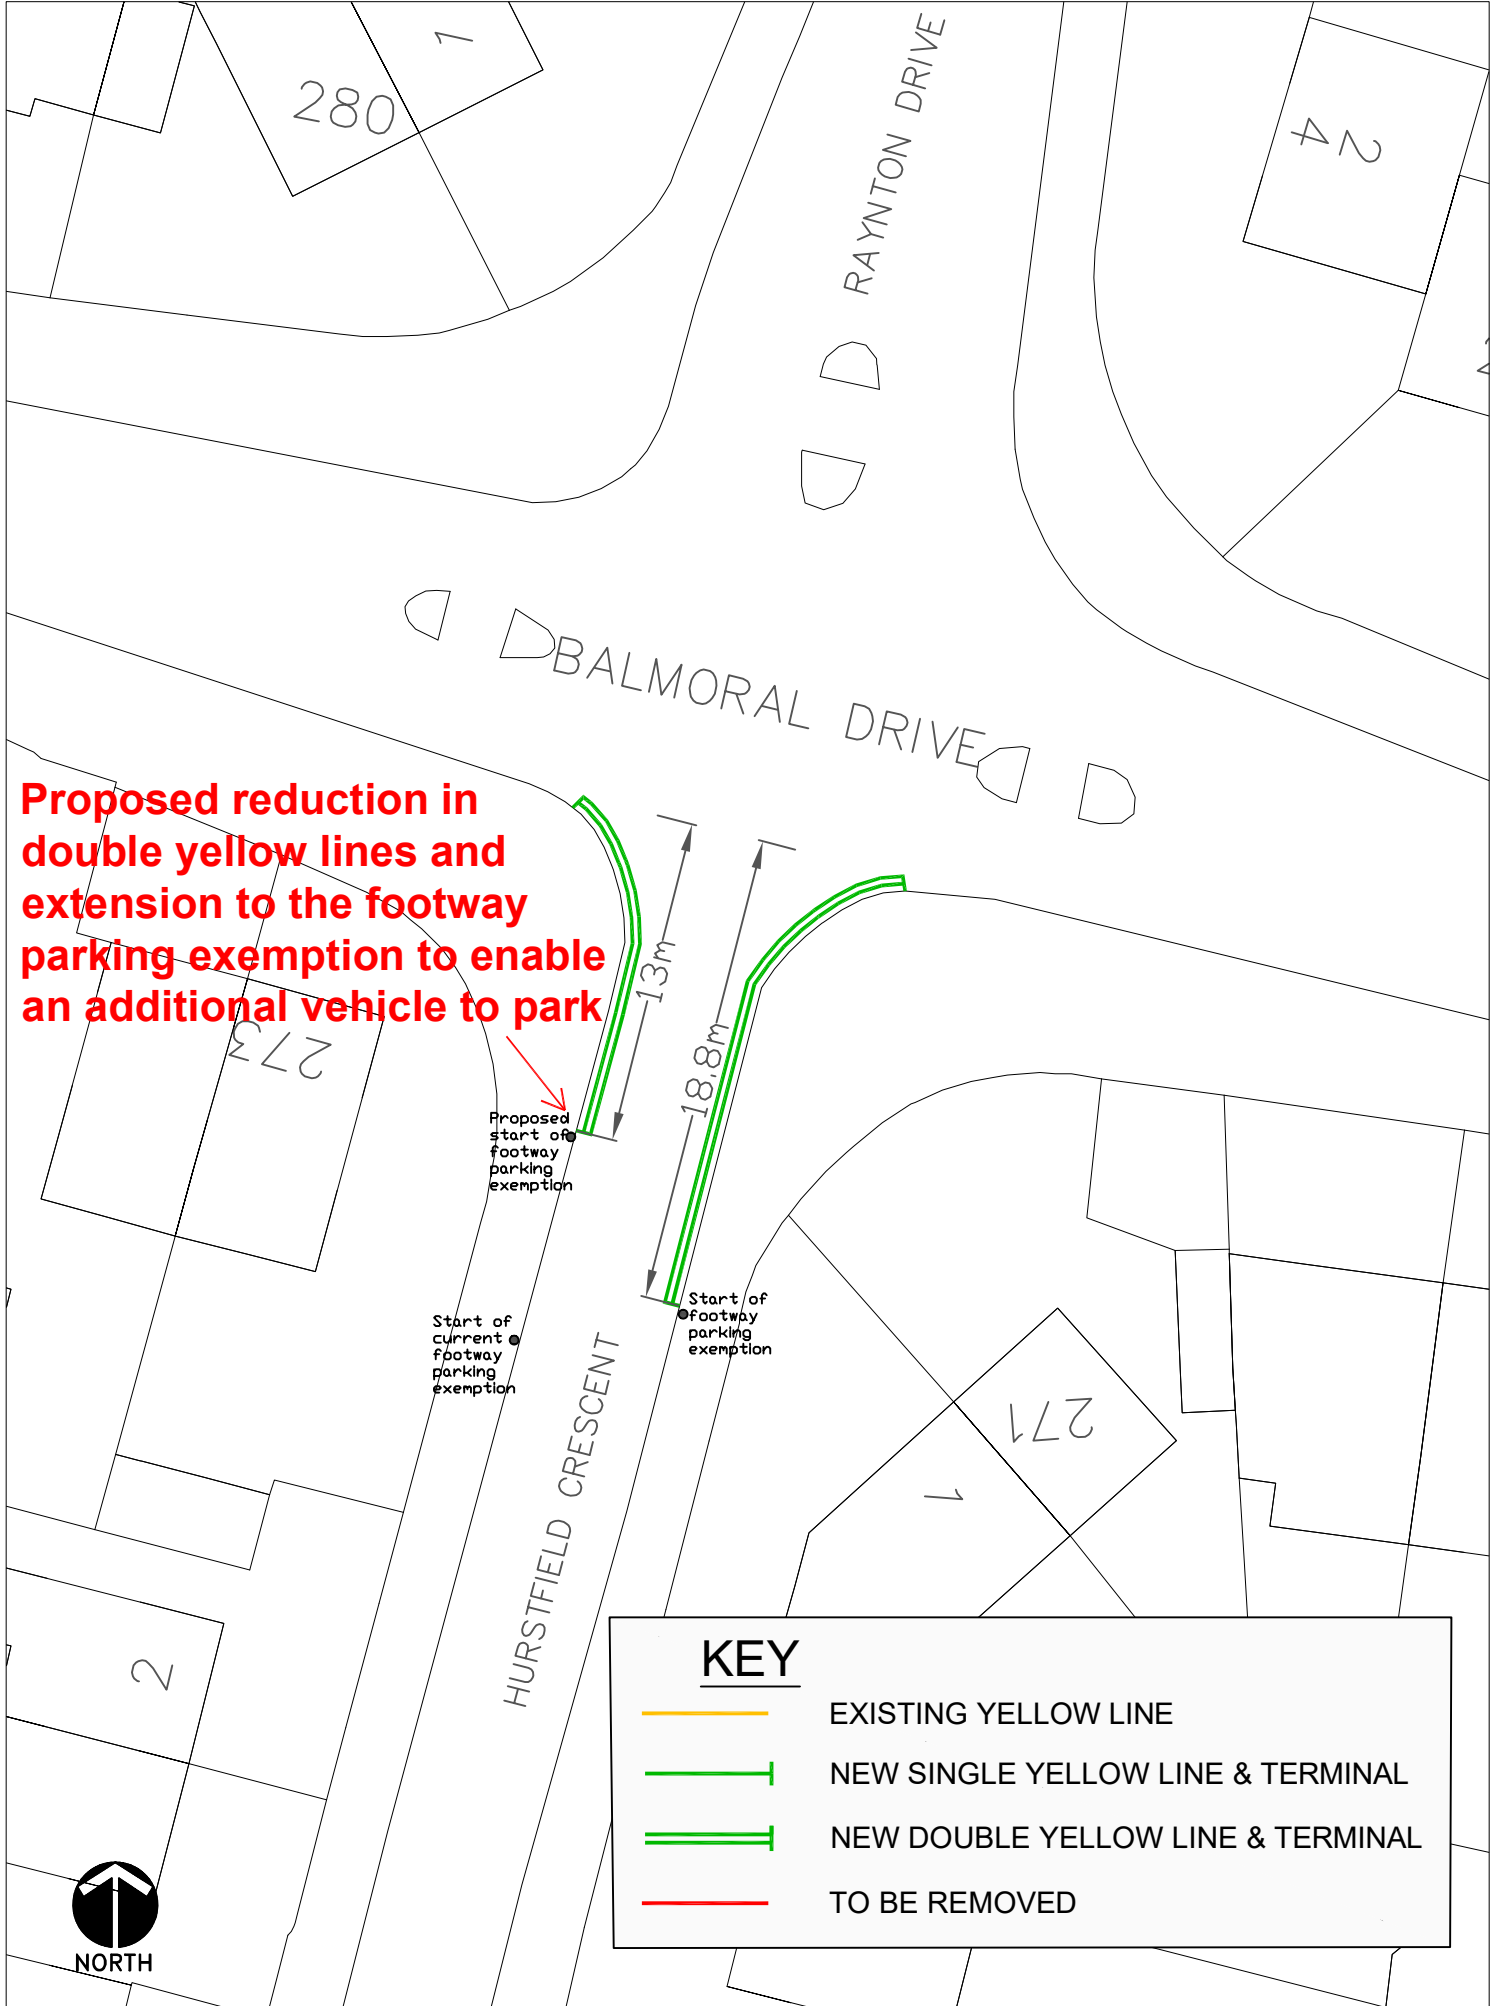 1
280
RAYNTON DRIVE
24
BALMORAL DRIVE
Proposed reduction in
double yellow lines and
extension to the footway
parking exemption to enable
an additional vehicle to park
13m
18.8m
273
Proposed
start of
footway
parking
exemption
Start of
footway
parking
exemption
Start of
current
footway
parking
exemption
HURSTFIELD CRESCENT
271
1
2
KEY
EXISTING YELLOW LINE
NEW SINGLE YELLOW LINE & TERMINAL
NEW DOUBLE YELLOW LINE & TERMINAL
TO BE REMOVED
NORTH